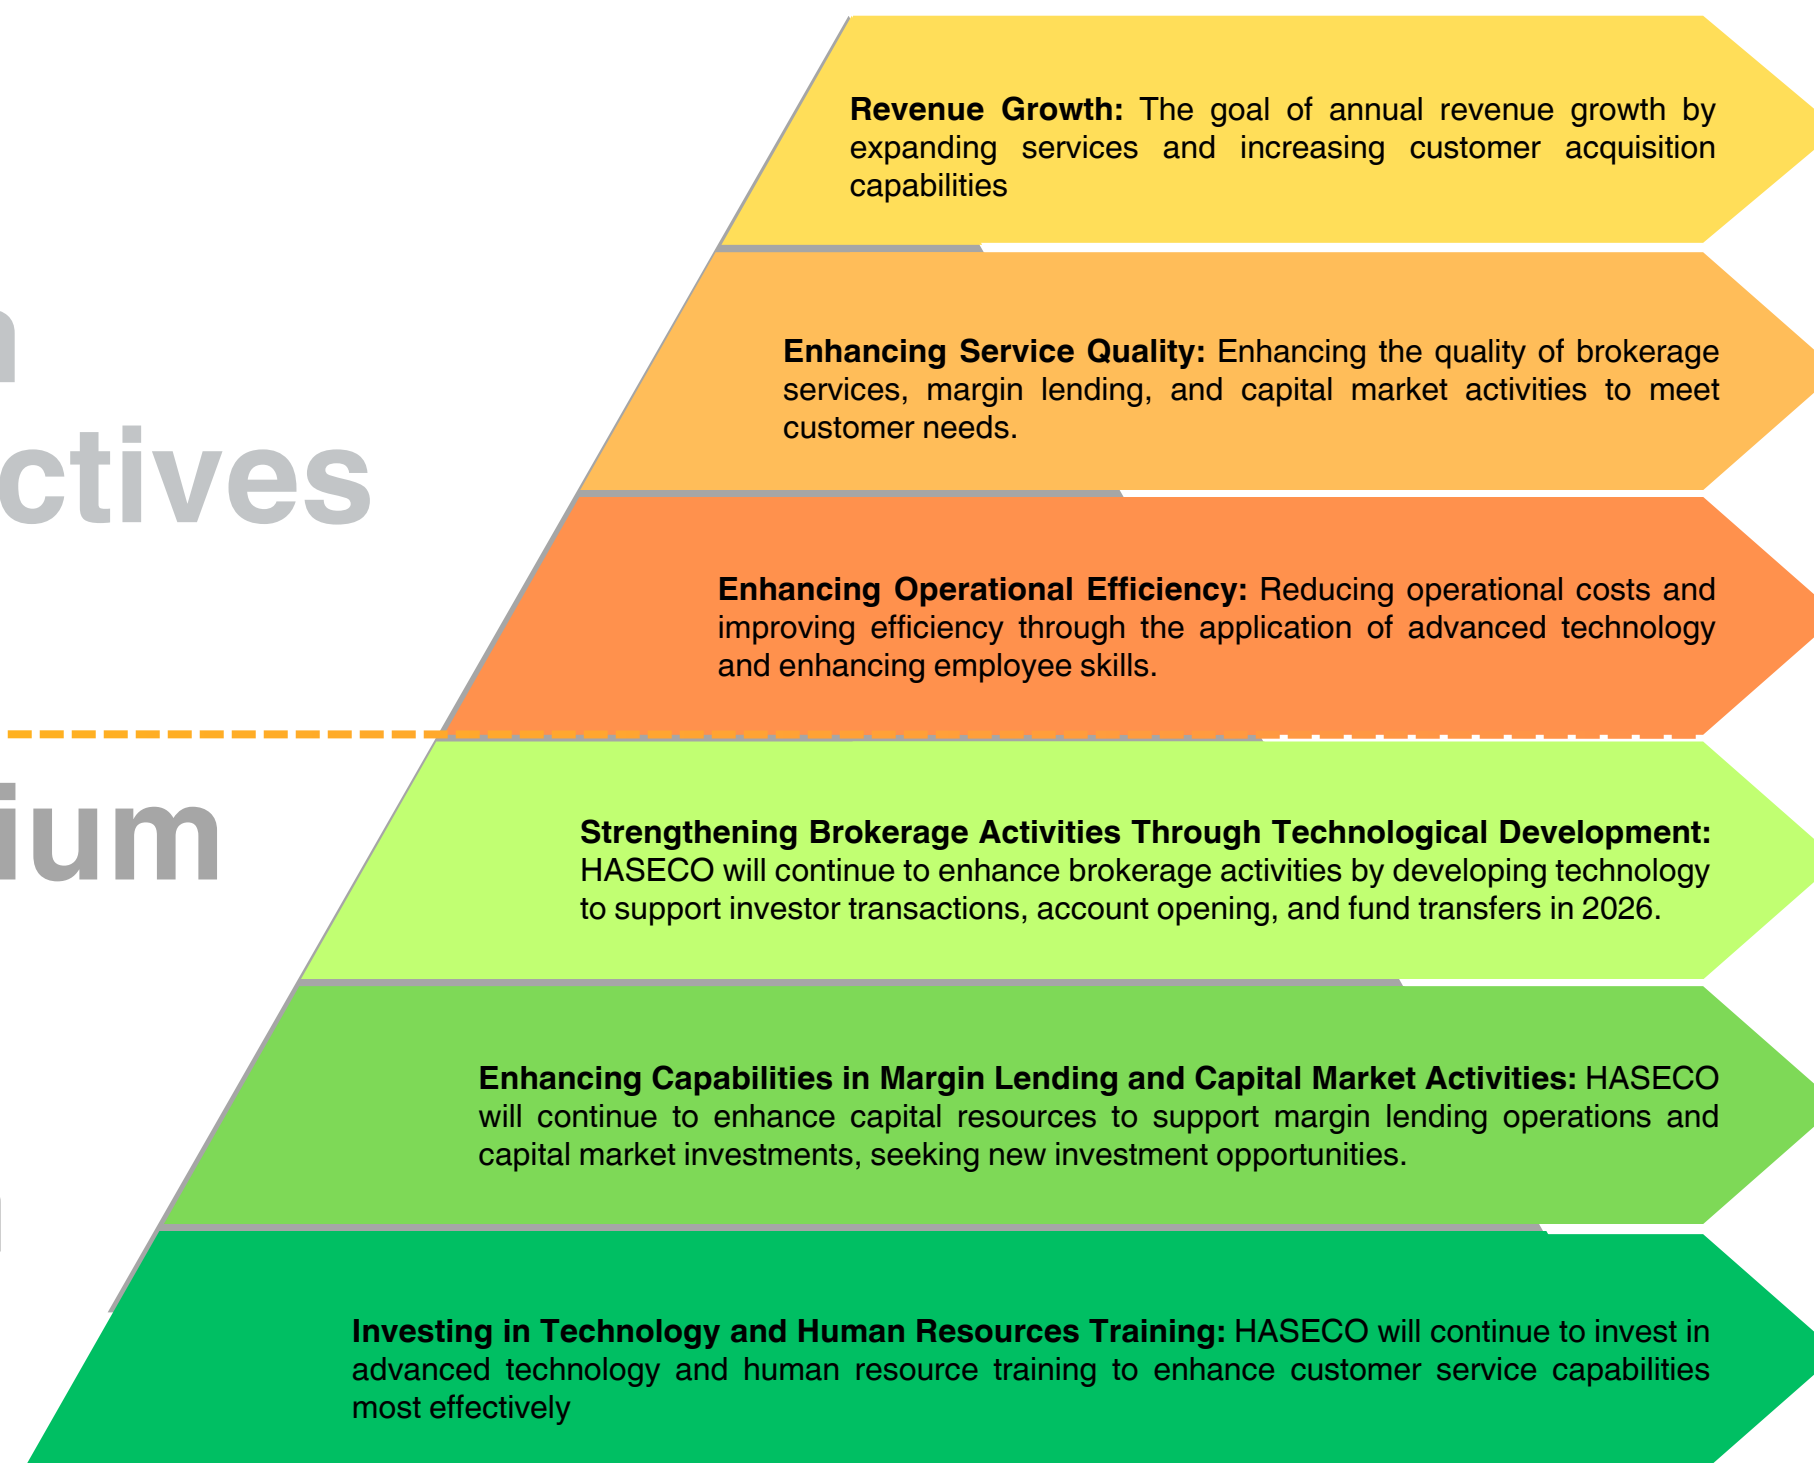 Revenue Growth: The goal of annual revenue growth by
expanding services and increasing customer acquisition
capabilities
Enhancing Service Quality: Enhancing the quality of brokerage
services, margin lending, and capital market activities to meet
customer needs.
ctives
Enhancing Operational Efficiency: Reducing operational costs and
improving efficiency through the application of advanced technology
and enhancing employee skills.
ium
Strengthening Brokerage Activities Through Technological Development:
HASECO will continue to enhance brokerage activities by developing technology
to support investor transactions, account opening, and fund transfers in 2026.
Enhancing Capabilities in Margin Lending and Capital Market Activities: HASECO
will continue to enhance capital resources to support margin lending operations and
capital market investments, seeking new investment opportunities.
Investing in Technology and Human Resources Training: HASECO will continue to invest in
advanced technology and human resource training to enhance customer service capabilities
most effectively